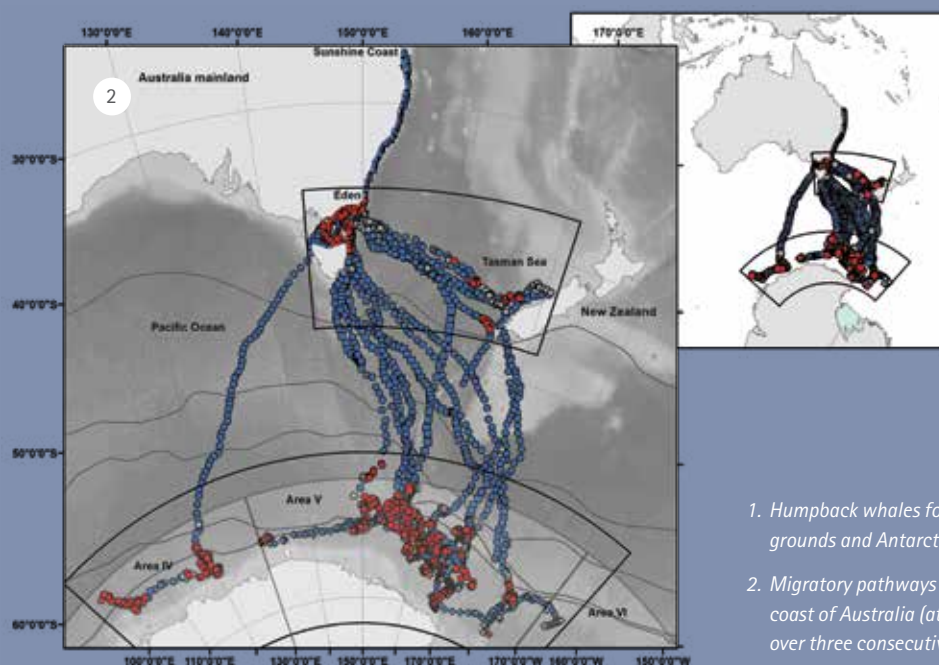 130°0'0"E 140°0'0"E 150°0'0"E 160°0'0"E 170°0'0"E
Sunshine Coast
Australia mainland
2
30°0'0"S
Eden
Tasman Sea
40°0'0"S
New Zealand
Pacific Ocean
50°0'0"S
Area V
Area IV
Area VI
60°0'0"S
100°0'0"E 110°0'0"E 130°0'0"E 150°0'0"E 170°0'0"E 170°0'0"W 160°0'0"W 150°0'0"W
1. Humpback whales fo
grounds and Antarct
2. Migratory pathways
coast of Australia (at
over three consecuti